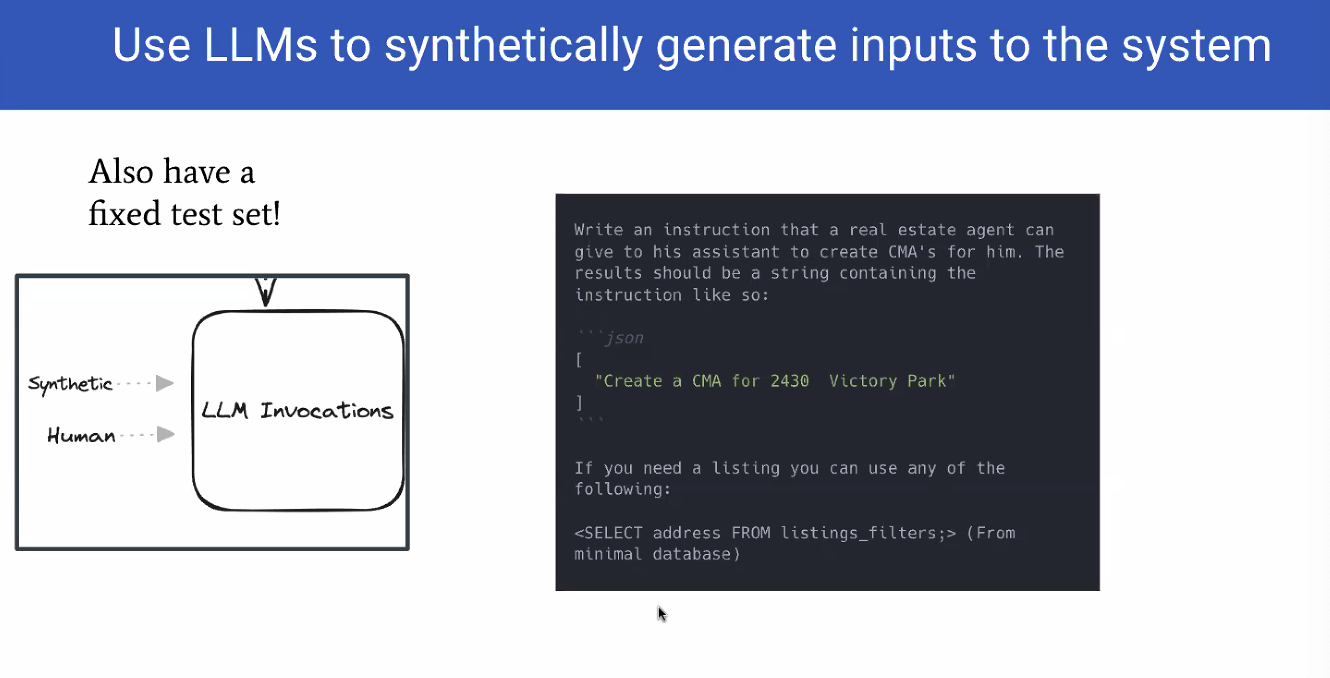 Use LLMs to synthetically generate inputs to the system
Also have a
fixed test set!
Synthetic
Human
LLM Invocations
Write an instruction that a real estate agent can
give to his assistant to create CMA's for him. The
results should be a string containing the
instruction like so:
```json
[
"Create a CMA for 2430  Victory Park"
]
```
If you need a listing you can use any of the
following:
<SELECT address FROM listings_filters;> (From
minimal database)